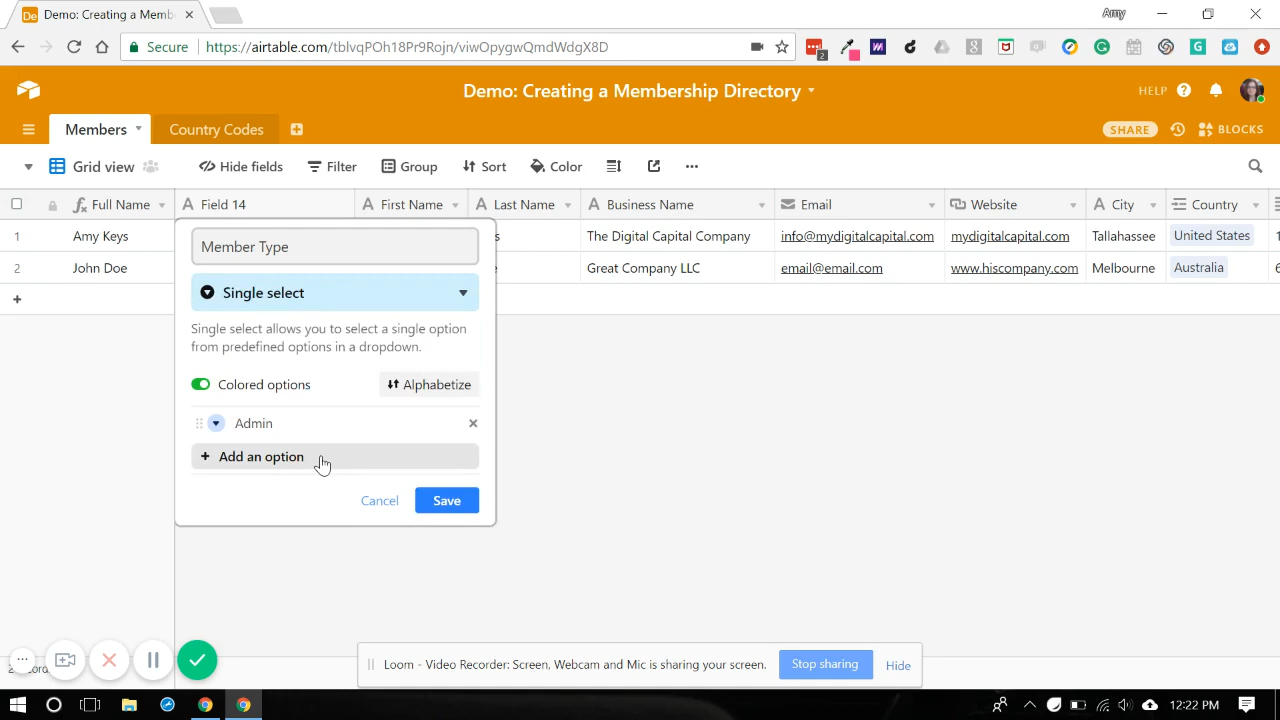 De Demo: Creating a Memb
Amy
Secure https://airtable.com/tblvqPOh18Pr9Rojn/viwOpygwQmdWdgX8D
2
Demo: Creating a Membership Directory
HELP
Members
Country Codes
SHARE
BLOCKS
Grid view
Hide fields
Filter
Group
Sort
Color
Full Name
Field 14
First Name
Last Name
Business Name
Email
Website
City
Country
1 Amy Keys s The Digital Capital Company info@mydigitalcapital.com mydigitalcapital.com Tallahassee United States 1
2 John Doe e Great Company LLC email@email.com www.hiscompany.com Melbourne Australia 6
Member Type
Single select
Single select allows you to select a single option
from predefined options in a dropdown.
Colored options
Alphabetize
Admin
Add an option
Cancel
Save
Loom - Video Recorder: Screen, Webcam and Mic is sharing your screen.
Stop sharing
Hide
12:22 PM